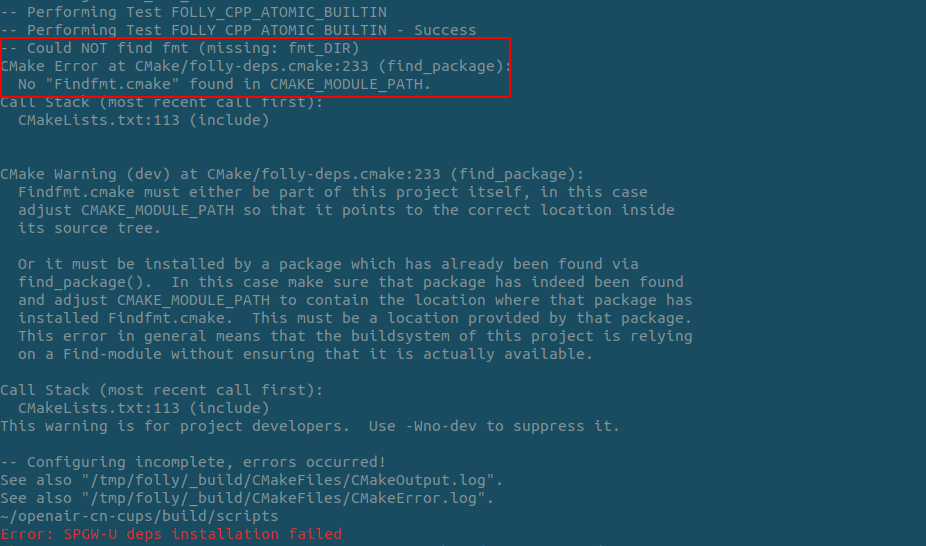 -- Performing Test FOLLY_CPP_ATOMIC_BUILTIN
-- Performing Test FOLLY_CPP_ATOMIC_BUILTIN - Success
-- Could NOT find fmt (missing: fmt_DIR)
CMake Error at CMake/folly-deps.cmake:233 (find_package):
  No "Findfmt.cmake" found in CMAKE_MODULE_PATH.
Call Stack (most recent call first):
  CMakeLists.txt:113 (include)
CMake Warning (dev) at CMake/folly-deps.cmake:233 (find_package):
  Findfmt.cmake must either be part of this project itself, in this case
  adjust CMAKE_MODULE_PATH so that it points to the correct location inside
  its source tree.
  Or it must be installed by a package which has already been found via
  find_package().  In this case make sure that package has indeed been found
  and adjust CMAKE_MODULE_PATH to contain the location where that package has
  installed Findfmt.cmake.  This must be a location provided by that package.
  This error in general means that the buildsystem of this project is relying
  on a Find-module without ensuring that it is actually available.
Call Stack (most recent call first):
  CMakeLists.txt:113 (include)
This warning is for project developers.  Use -Wno-dev to suppress it.
-- Configuring incomplete, errors occurred!
See also "/tmp/folly/_build/CMakeFiles/CMakeOutput.log".
See also "/tmp/folly/_build/CMakeFiles/CMakeError.log".
~/openair-cn-cups/build/scripts
Error: SPGW-U deps installation failed